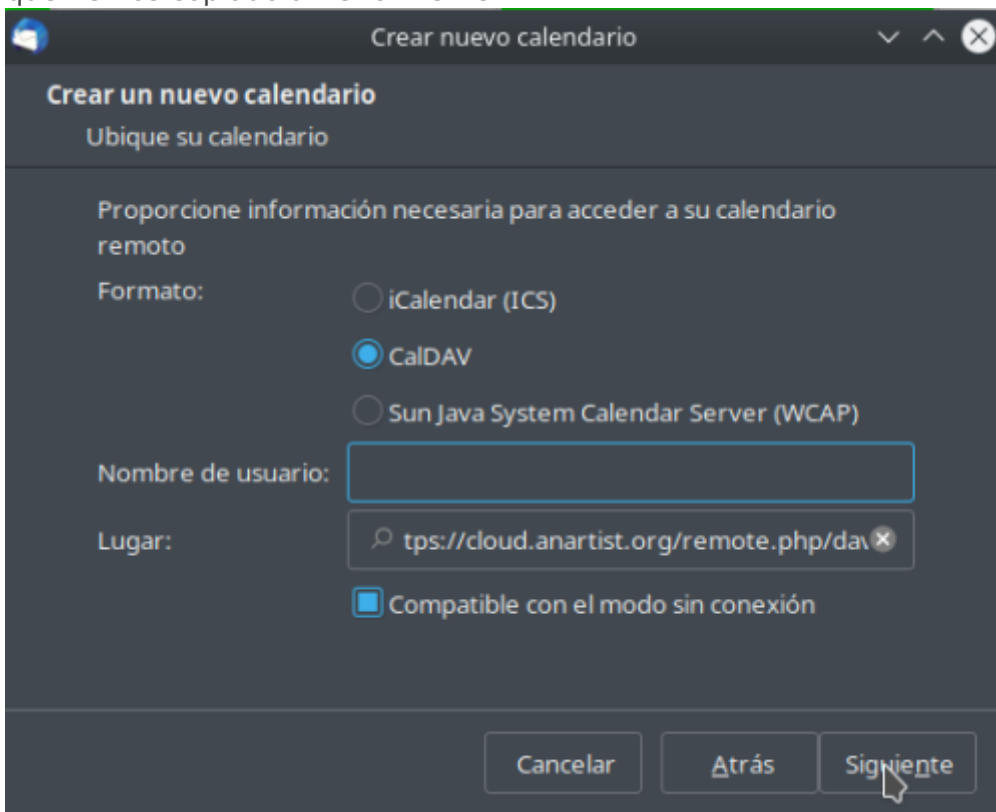 Crear nuevo calendario
Crear un nuevo calendario
Ubique su calendario
Proporcione información necesaria para acceder a su calendario
remoto
Formato:
iCalendar (ICS)
CalDAV
Sun Java System Calendar Server (WCAP)
Nombre de usuario:
Lugar: tps://cloud.anartist.org/remote.php/dav
Compatible con el modo sin conexión
Cancelar Atrás Siguiente